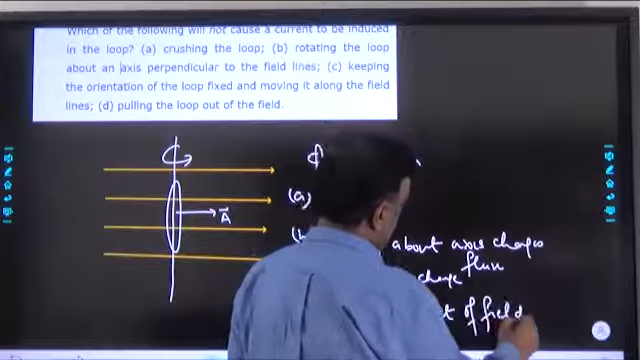 Which of the following will not cause a current to be induced
in the loop? (a) crushing the loop; (b) rotating the loop
about an axis perpendicular to the field lines; (c) keeping
the orientation of the loop fixed and moving it along the field
lines; (d) pulling the loop out of the field.
A
(a)
(b
about axis changes
flux
change
t of field